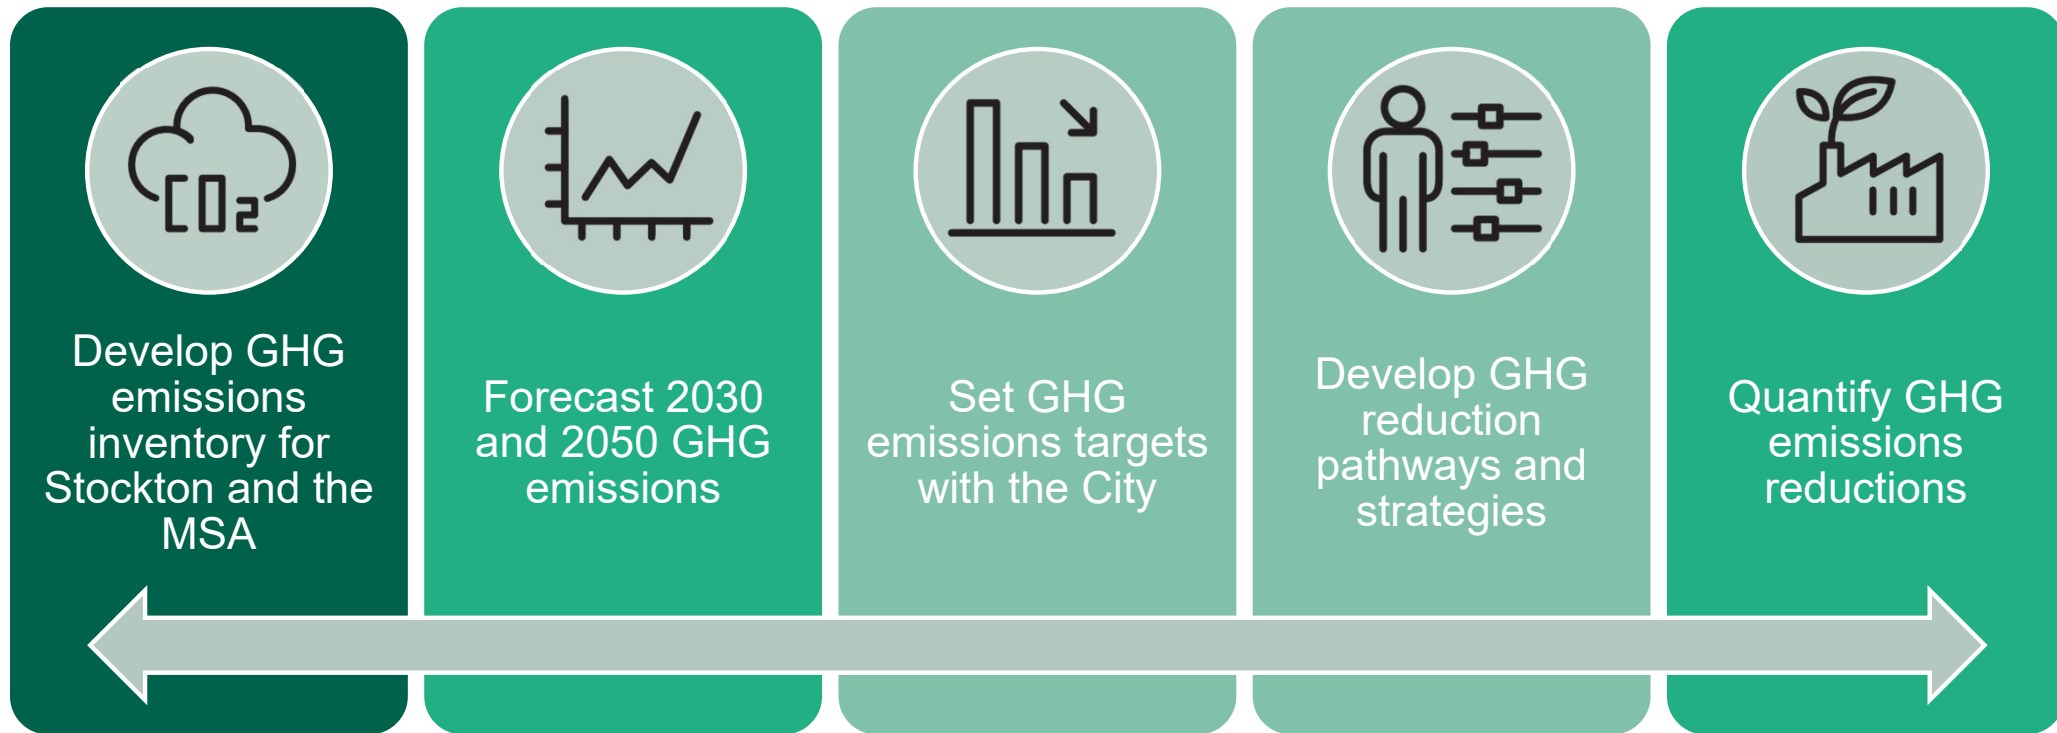 CO₂
Develop GHG
emissions
inventory for
Stockton and the
MSA
Forecast 2030
and 2050 GHG
emissions
Set GHG
emissions targets
with the City
Develop GHG
reduction
pathways and
strategies
Quantify GHG
emissions
reductions